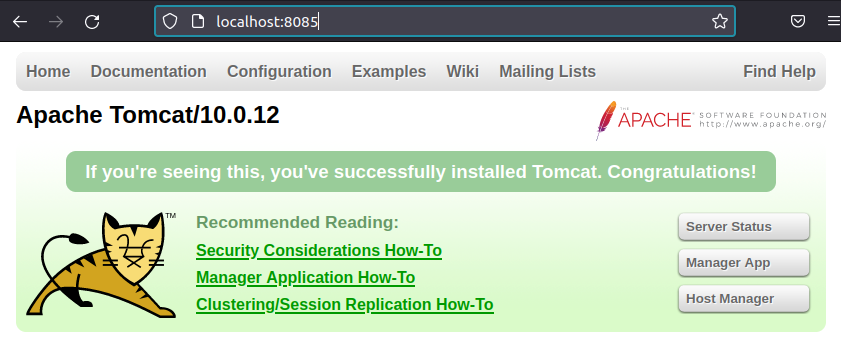 localhost:8085
Home Documentation Configuration Examples Wiki Mailing Lists Find Help
Apache Tomcat/10.0.12
THE
APACHE® SOFTWARE FOUNDATION
http://www.apache.org/
If you're seeing this, you've successfully installed Tomcat. Congratulations!
TM
Recommended Reading:
Security Considerations How-To
Manager Application How-To
Clustering/Session Replication How-To
Server Status
Manager App
Host Manager